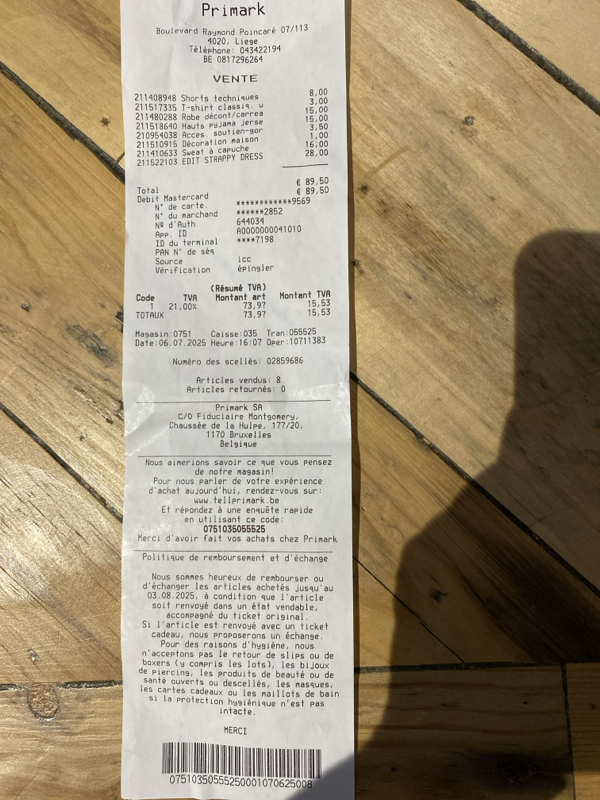 Primark
Boulevard Raymond Poincaré 07/113
4020, Liege
Téléphone: 043422194
BE 0817296264
VENTE
211408948 Shorts techniques 8,00
211517335 T-shirt classiq. u 3,00
211480288 Robe décont/carrea 15,00
211518640 Hauts pyjama jerse 15,00
210954038 Acces. soutien-gor 3,50
211510915 Décoration maison 1,00
211410633 Sweat à capuche 16,00
211522103 EDIT STRAPPY DRESS 28,00
Total € 89,50
Debit Mastercard € 89,50
N° de carte. ************9569
N° du marchand ******2852
Nº d'Auth 644034
App. ID A0000000041010
ID du terminal ****7198
PAN N° de séq
Source icc
Vérification épingler
(Résumé TVA)
Code TVA Montant art Montant TVA
1 21,00% 73,97 15,53
TOTAUX 73,97 15,53
Magasin:0751 Caisse:035 Tran:055525
Date:06.07.2025 Heure:16:07 Oper:10711383
Numéro des scellés: 02859686
Articles vendus: 8
Articles retournés: 0
Primark SA
C/O Fiduciaire Montgomery,
Chaussée de la Hulpe, 177/20,
1170 Bruxelles
Belgique
Nous aimerions savoir ce que vous pensez
de notre magasin!
Pour nous parler de votre expérience
d'achat aujourd'hui, rendez-vous sur:
www.tellprimark.be
Et répondez à une enquête rapide
en utilisant ce code:
0751035055525
Merci d'avoir fait vos achats chez Primark
Politique de remboursement et d'échange
Nous sommes heureux de rembourser ou
d'échanger les articles achetés jusqu'au
03.08.2025, à condition que l'article
soit renvoyé dans un état vendable,
accompagné du ticket original.
Si l'article est renvoyé avec un ticket
cadeau, nous proposerons un échange.
Pour des raisons d'hygiène, nous
n'acceptons pas le retour de slips ou de
boxers (y compris les lots), les bijoux
de piercing, les produits de beauté ou de
santé ouverts ou descellés, les masques,
les cartes cadeaux ou les maillots de bain
si la protection hygiénique n'est pas
intacte.
MERCI
07510350555250001070625008